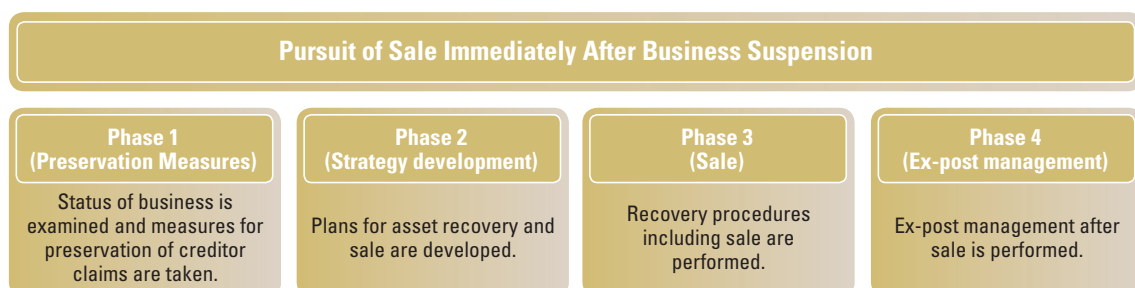 Pursuit of Sale Immediately After Business Suspension
Phase 1
(Preservation Measures)
Status of business is
examined and measures for
preservation of creditor
claims are taken.
Phase 2
(Strategy development)
Plans for asset recovery and
sale are developed.
Phase 3
(Sale)
Recovery procedures
including sale are
performed.
Phase 4
(Ex-post management)
Ex-post management after
sale is performed.